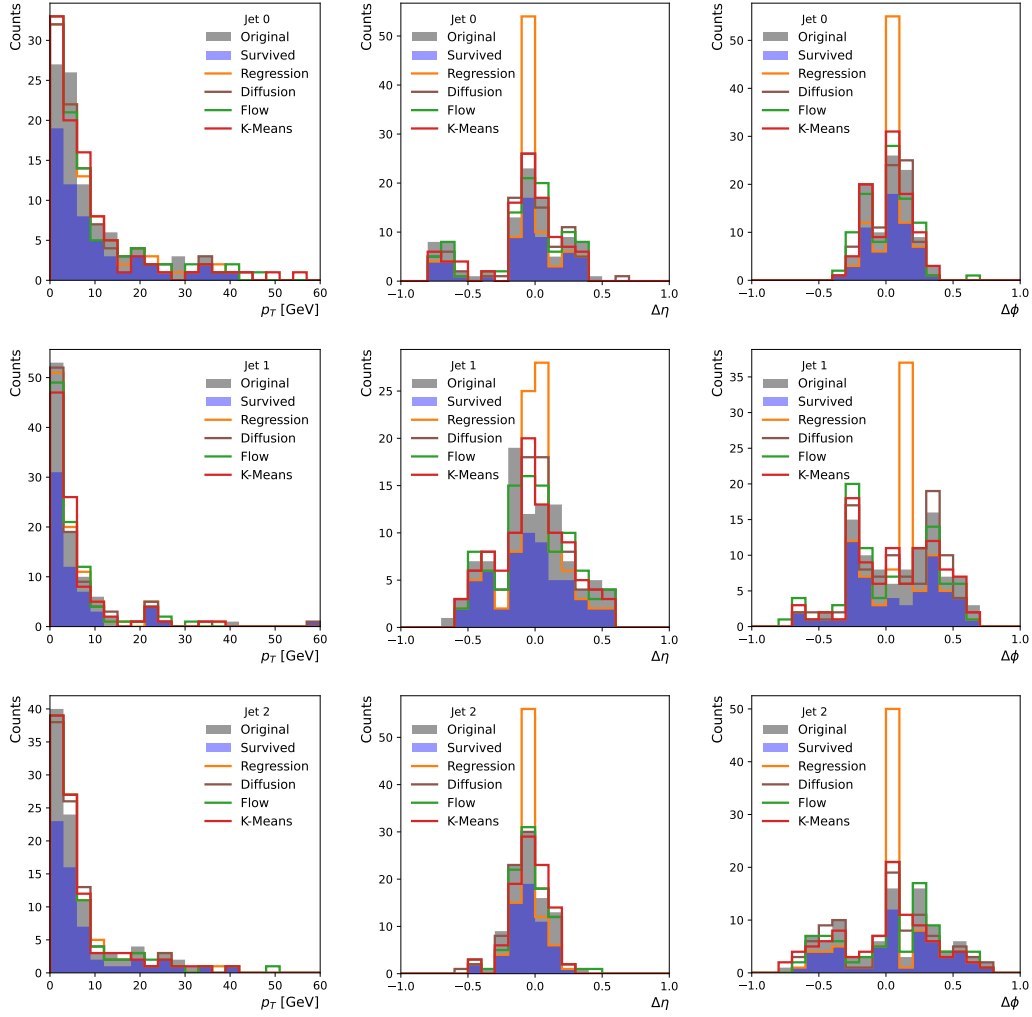 Jet 0
Original
Survived
Regression
Diffusion
Flow
K-Means
Counts
0 5 10 15 20 25 30
0 10 20 30 40 50 60
p_T [GeV]
Jet 0
Original
Survived
Regression
Diffusion
Flow
K-Means
Counts
0 10 20 30 40 50
−1.0 −0.5 0.0 0.5 1.0
Δη
Jet 0
Original
Survived
Regression
Diffusion
Flow
K-Means
Counts
0 10 20 30 40 50
−1.0 −0.5 0.0 0.5 1.0
Δϕ
Jet 1
Original
Survived
Regression
Diffusion
Flow
K-Means
Counts
0 10 20 30 40 50
0 10 20 30 40 50 60
p_T [GeV]
Jet 1
Original
Survived
Regression
Diffusion
Flow
K-Means
Counts
0 5 10 15 20 25
−1.0 −0.5 0.0 0.5 1.0
Δη
Jet 1
Original
Survived
Regression
Diffusion
Flow
K-Means
Counts
0 5 10 15 20 25 30 35
−1.0 −0.5 0.0 0.5 1.0
Δϕ
Jet 2
Original
Survived
Regression
Diffusion
Flow
K-Means
Counts
0 5 10 15 20 25 30 35 40
0 10 20 30 40 50 60
p_T [GeV]
Jet 2
Original
Survived
Regression
Diffusion
Flow
K-Means
Counts
0 10 20 30 40 50
−1.0 −0.5 0.0 0.5 1.0
Δη
Jet 2
Original
Survived
Regression
Diffusion
Flow
K-Means
Counts
0 10 20 30 40 50
−1.0 −0.5 0.0 0.5 1.0
Δϕ